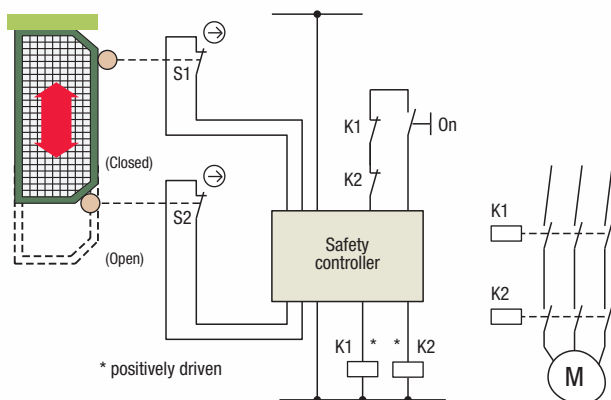 S1
K1
On
(Closed)
K2
S2
K1
(Open)
Safety
controller
K2
K1
*
*
K2
* positively driven
M